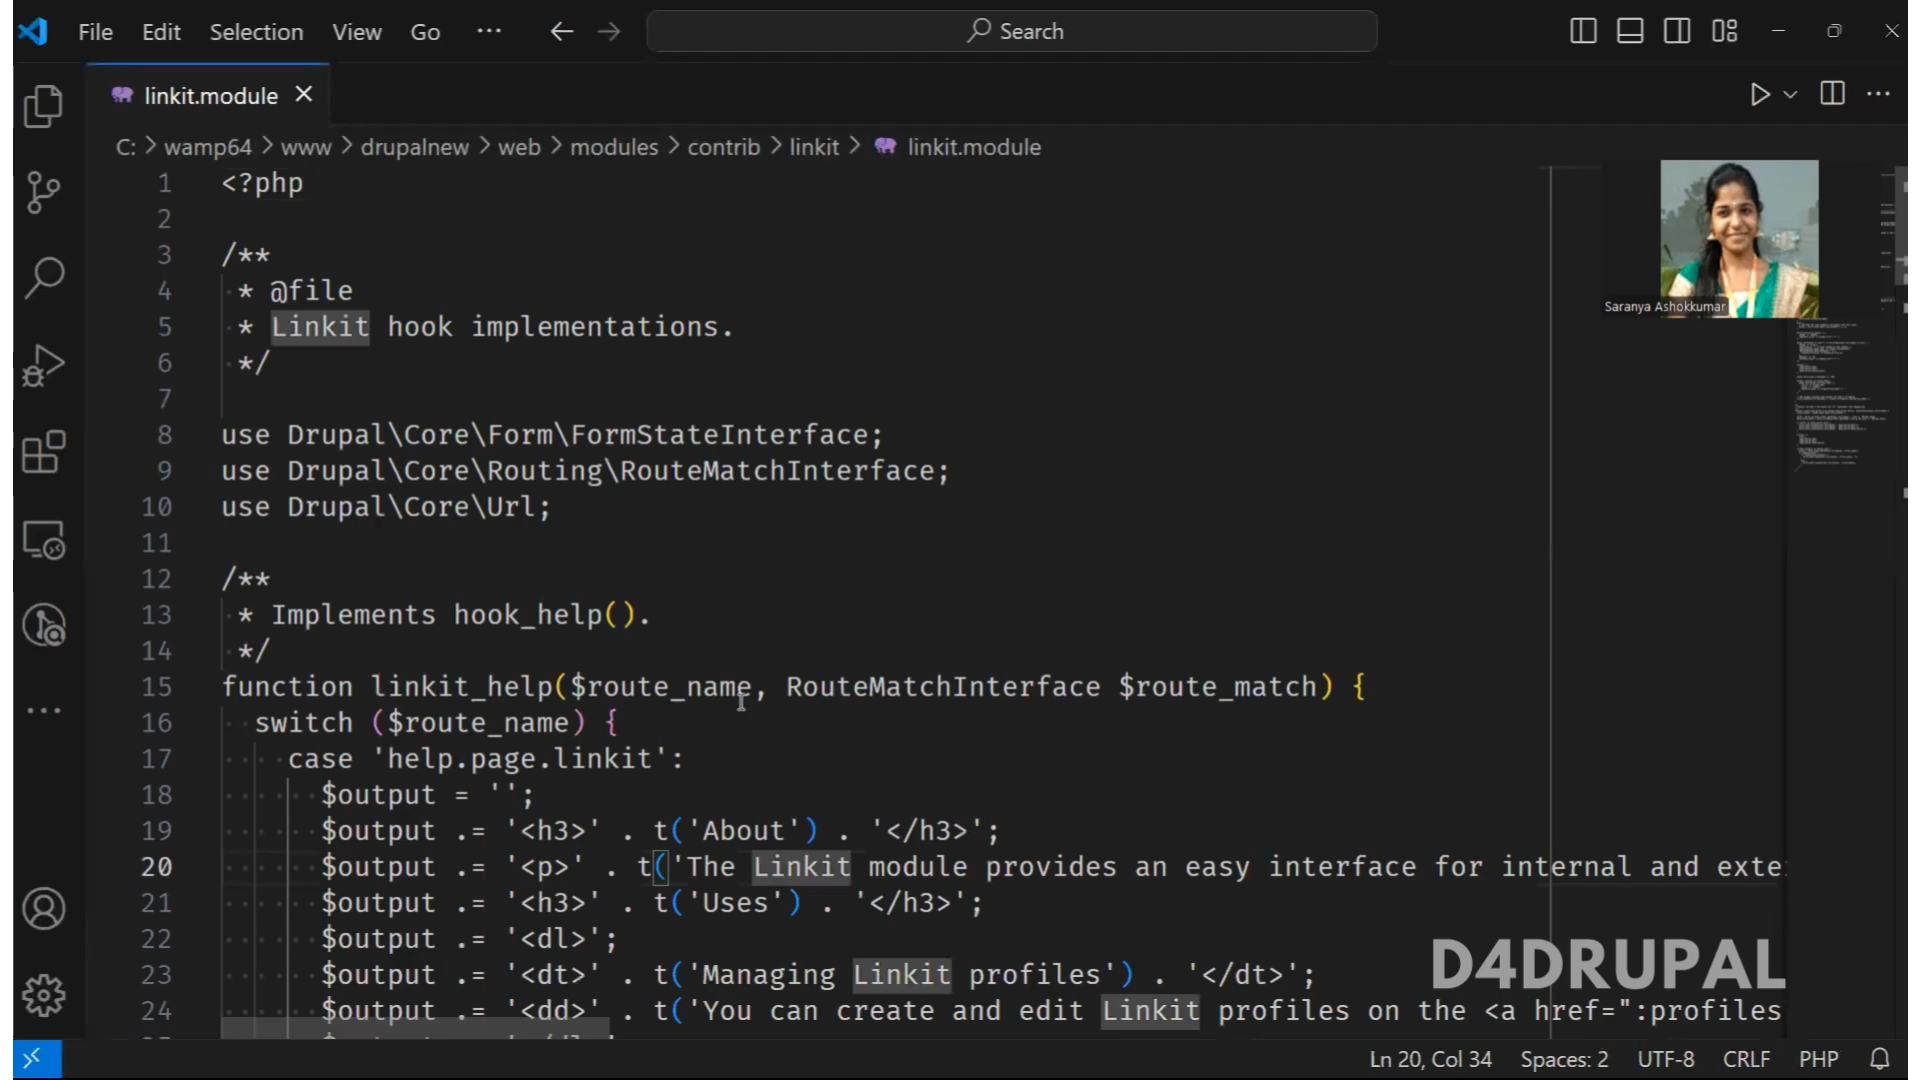 File Edit Selection View Go ··· Search
linkit.module
C: > wamp64 > www > drupalnew > web > modules > contrib > linkit > linkit.module
1 <?php
2
3 /**
4 * @file
5 * Linkit hook implementations.
6 */
7
8 use Drupal\Core\Form\FormStateInterface;
9 use Drupal\Core\Routing\RouteMatchInterface;
10 use Drupal\Core\Url;
11
12 /**
13 * Implements hook_help().
14 */
15 function linkit_help($route_name, RouteMatchInterface $route_match) {
16 switch ($route_name) {
17 case 'help.page.linkit':
18 $output = '';
19 $output .= '<h3>' . t('About') . '</h3>';
20 $output .= '<p>' . t('The Linkit module provides an easy interface for internal and exte
21 $output .= '<h3>' . t('Uses') . '</h3>';
22 $output .= '<dl>';
23 $output .= '<dt>' . t('Managing Linkit profiles') . '</dt>';
24 $output .= '<dd>' . t('You can create and edit Linkit profiles on the <a href=":profiles
Saranya Ashokkumar
D4DRUPAL
Ln 20, Col 34 Spaces: 2 UTF-8 CRLF PHP